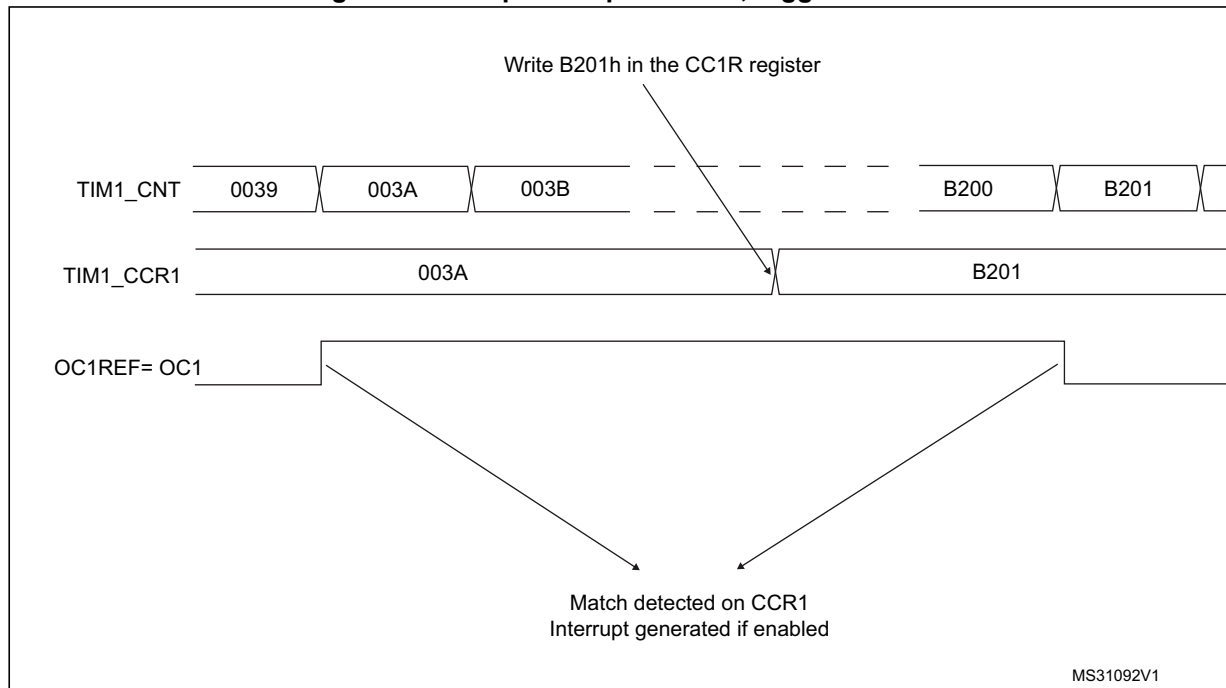 Write B201h in the CC1R register
TIM1_CNT 0039 003A 003B B200 B201
TIM1_CCR1 003A B201
OC1REF= OC1
Match detected on CCR1
Interrupt generated if enabled
MS31092V1